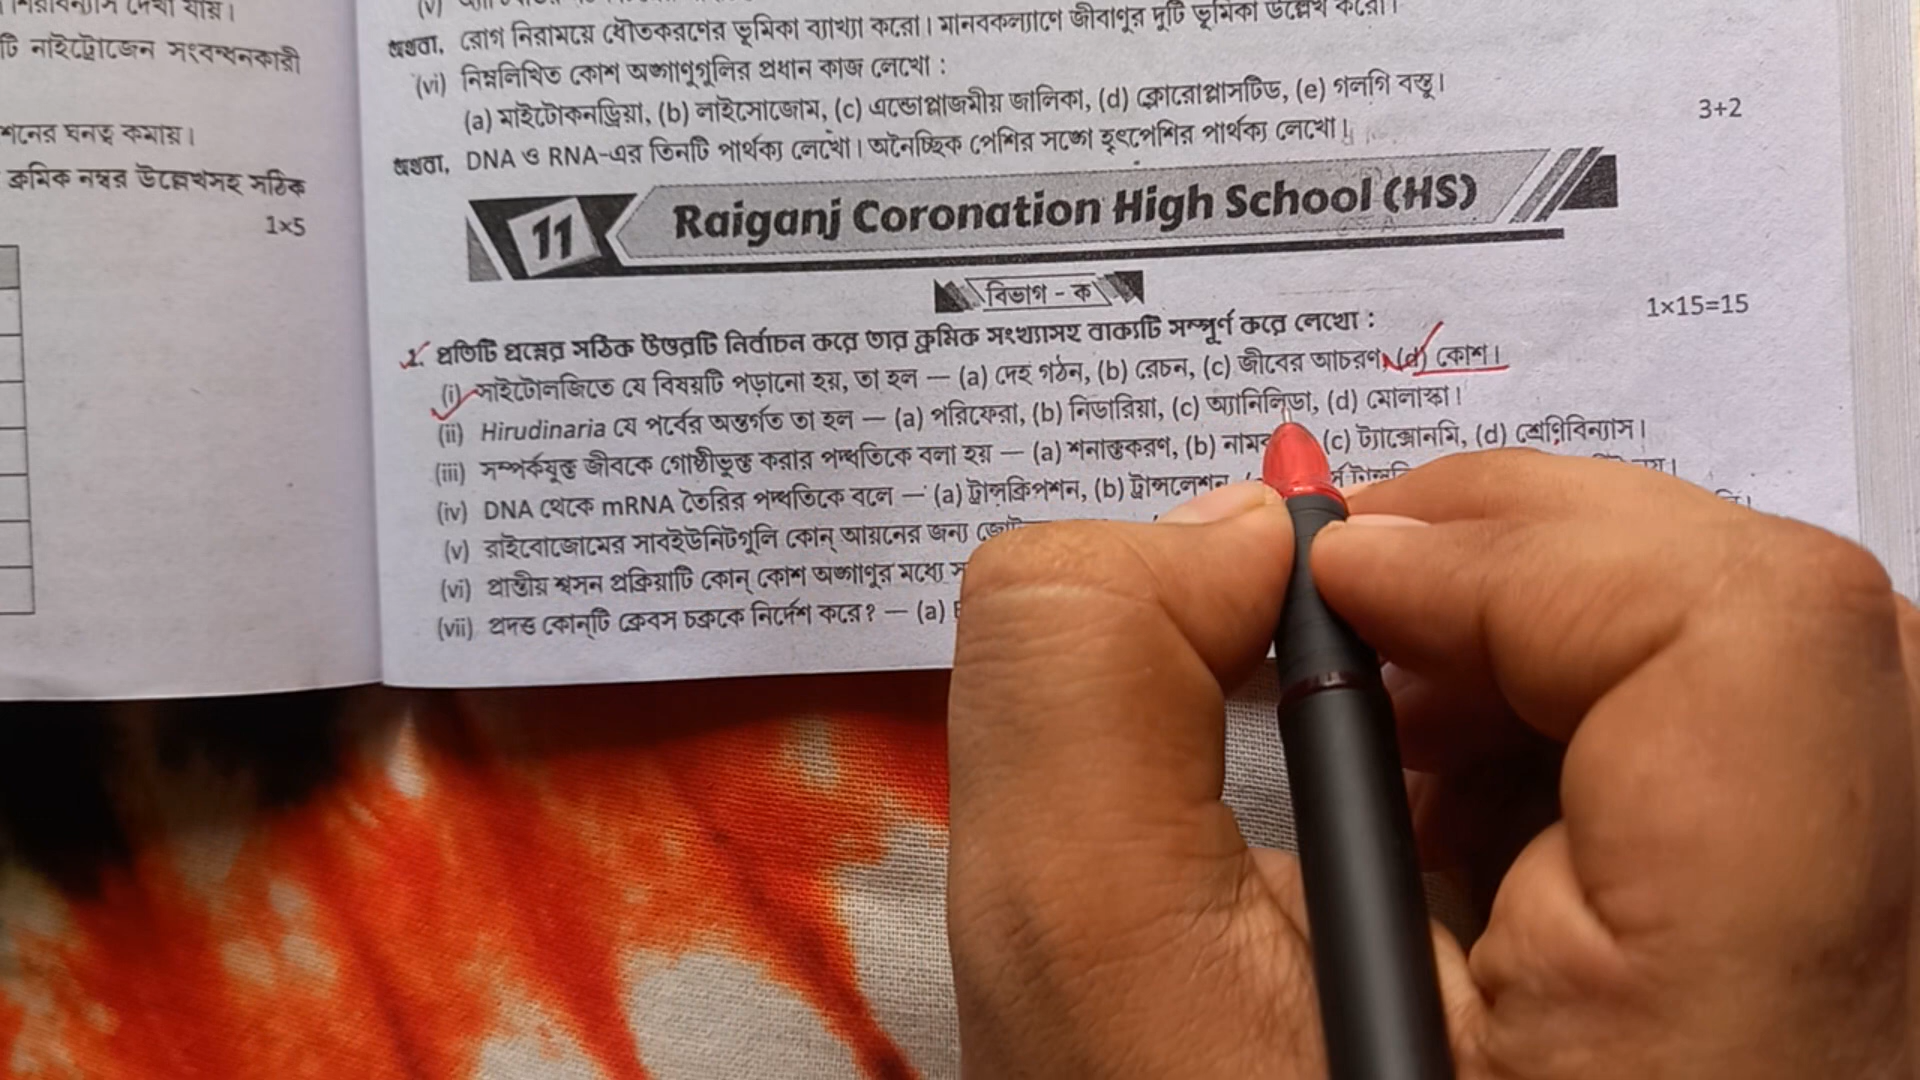 দেখা যায়।
টি নাইট্রোজেন সংবন্ধনকারী
শনের ঘনত্ব কমায়।
ক্রমিক নম্বর উল্লেখসহ সঠিক
1×5
(v)
অথবা, রোগ নিরাময়ে ধৌতকরণের ভূমিকা ব্যাখ্যা করো। মানবকল্যাণে জীবাণুর দুটি ভূমিকা উল্লেখ করো।
(vi) নিম্নলিখিত কোশ অঙ্গাণুগুলির প্রধান কাজ লেখো :
(a) মাইটোকনড্রিয়া, (b) লাইসোজোম, (c) এন্ডোপ্লাজমীয় জালিকা, (d) ক্লোরোপ্লাসটিড, (e) গলগি বস্তু।
অথবা, DNA ও RNA-এর তিনটি পার্থক্য লেখো। অনৈচ্ছিক পেশির সঙ্গে হৃৎপেশির পার্থক্য লেখো। 3+2
11 Raiganj Coronation High School (HS)
বিভাগ - ক
1. প্রতিটি প্রশ্নের সঠিক উত্তরটি নির্বাচন করে তার ক্রমিক সংখ্যাসহ বাক্যটি সম্পূর্ণ করে লেখো : 1×15=15
(i) সাইটোলজিতে যে বিষয়টি পড়ানো হয়, তা হল — (a) দেহ গঠন, (b) রেচন, (c) জীবের আচরণ, (d) কোশ।
(ii) Hirudinaria যে পর্বের অন্তর্গত তা হল — (a) পরিফেরা, (b) নিডারিয়া, (c) অ্যানিলিডা, (d) মোলাস্কা।
(iii) সম্পর্কযুক্ত জীবকে গোষ্ঠীভুক্ত করার পদ্ধতিকে বলা হয় — (a) শনাক্তকরণ, (b) নামক (c) ট্যাক্সোনমি, (d) শ্রেণিবিন্যাস।
(iv) DNA থেকে mRNA তৈরির পদ্ধতিকে বলে — (a) ট্রান্সক্রিপশন, (b) ট্রান্সলেশন,
(v) রাইবোজোমের সাবইউনিটগুলি কোন্ আয়নের জন্য
(vi) প্রান্তীয় শ্বসন প্রক্রিয়াটি কোন্ কোশ অঙ্গাণুর মধ্যে
(vii) প্রদত্ত কোন্‌টি ক্রেবস চক্রকে নির্দেশ করে? — (a)